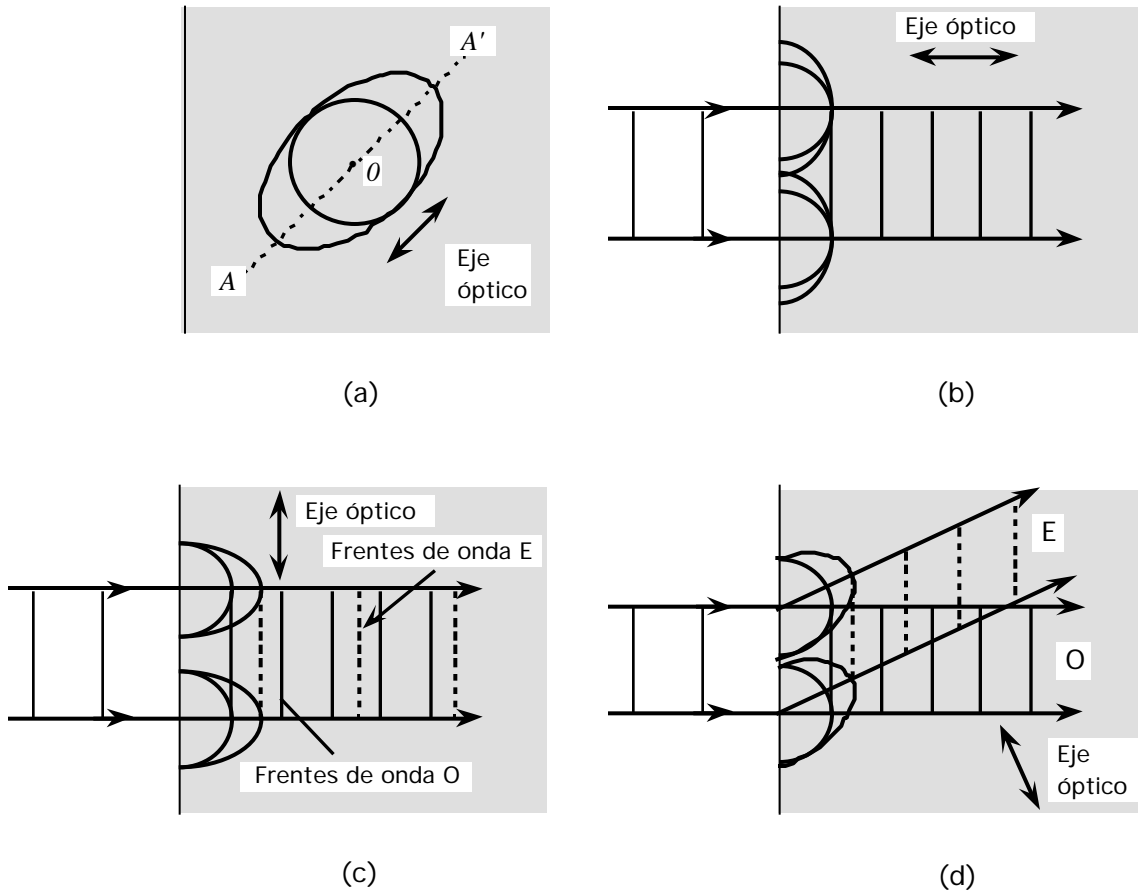 A'
0
A
Eje
óptico
(a)
Eje óptico
(b)
Eje óptico
Frentes de onda E
Frentes de onda O
(c)
E
O
Eje
óptico
(d)